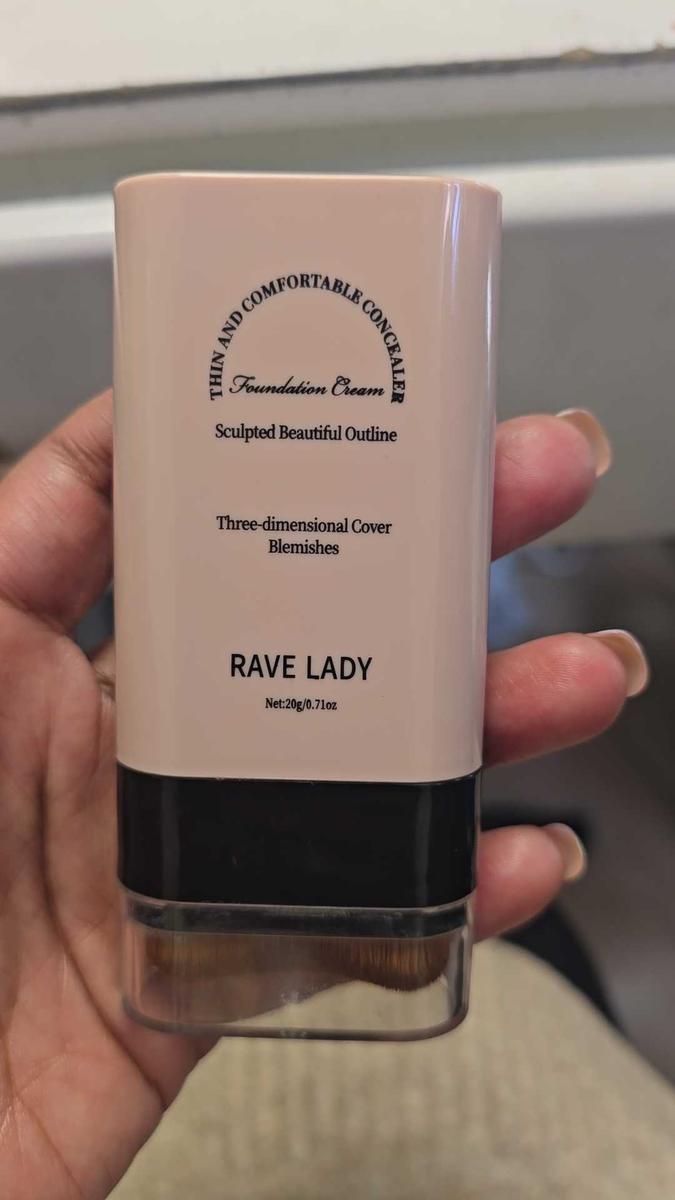 THIN AND COMFORTABLE CONCEALER
Foundation Cream
Sculpted Beautiful Outline
Three-dimensional Cover
Blemishes
RAVE LADY
Net:20g/0.71oz